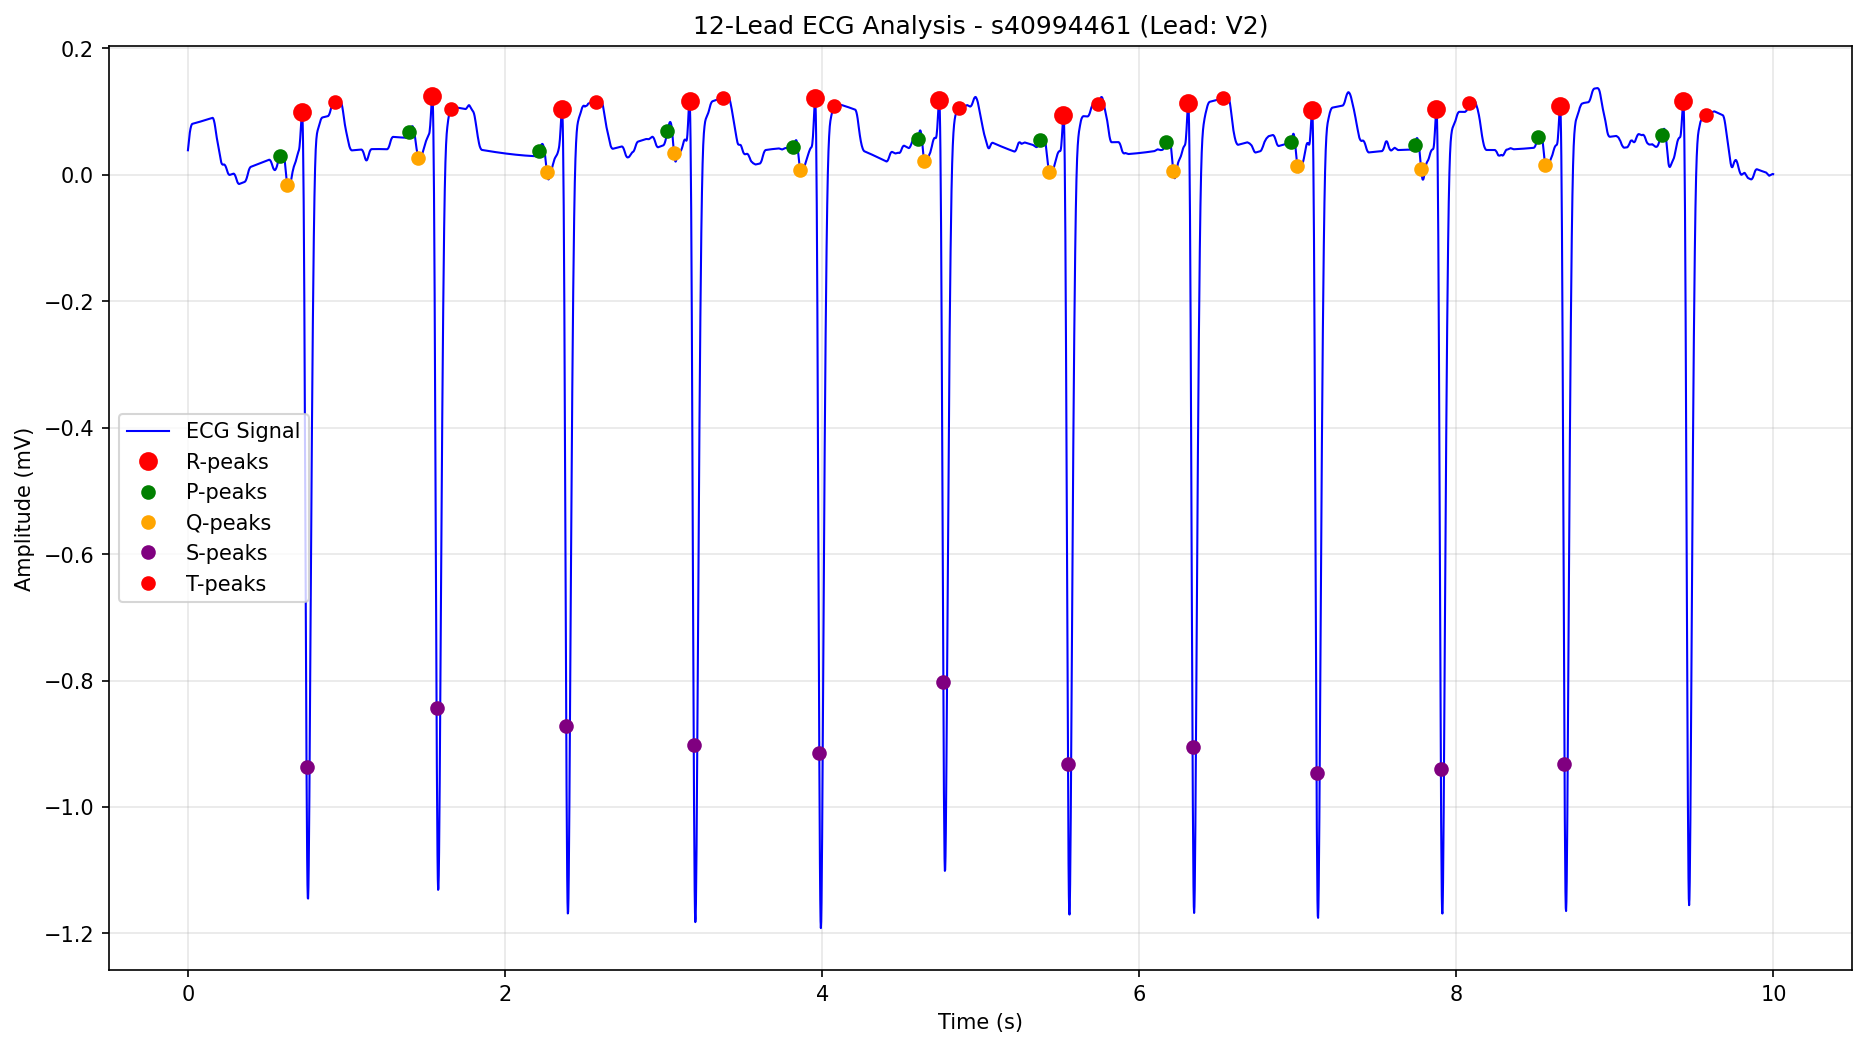 12-Lead ECG Analysis - s40994461 (Lead: V2)
0.2
0.0
−0.2
−0.4
−0.6
−0.8
−1.0
−1.2
Amplitude (mV)
ECG Signal
R-peaks
P-peaks
Q-peaks
S-peaks
T-peaks
0 2 4 6 8 10
Time (s)